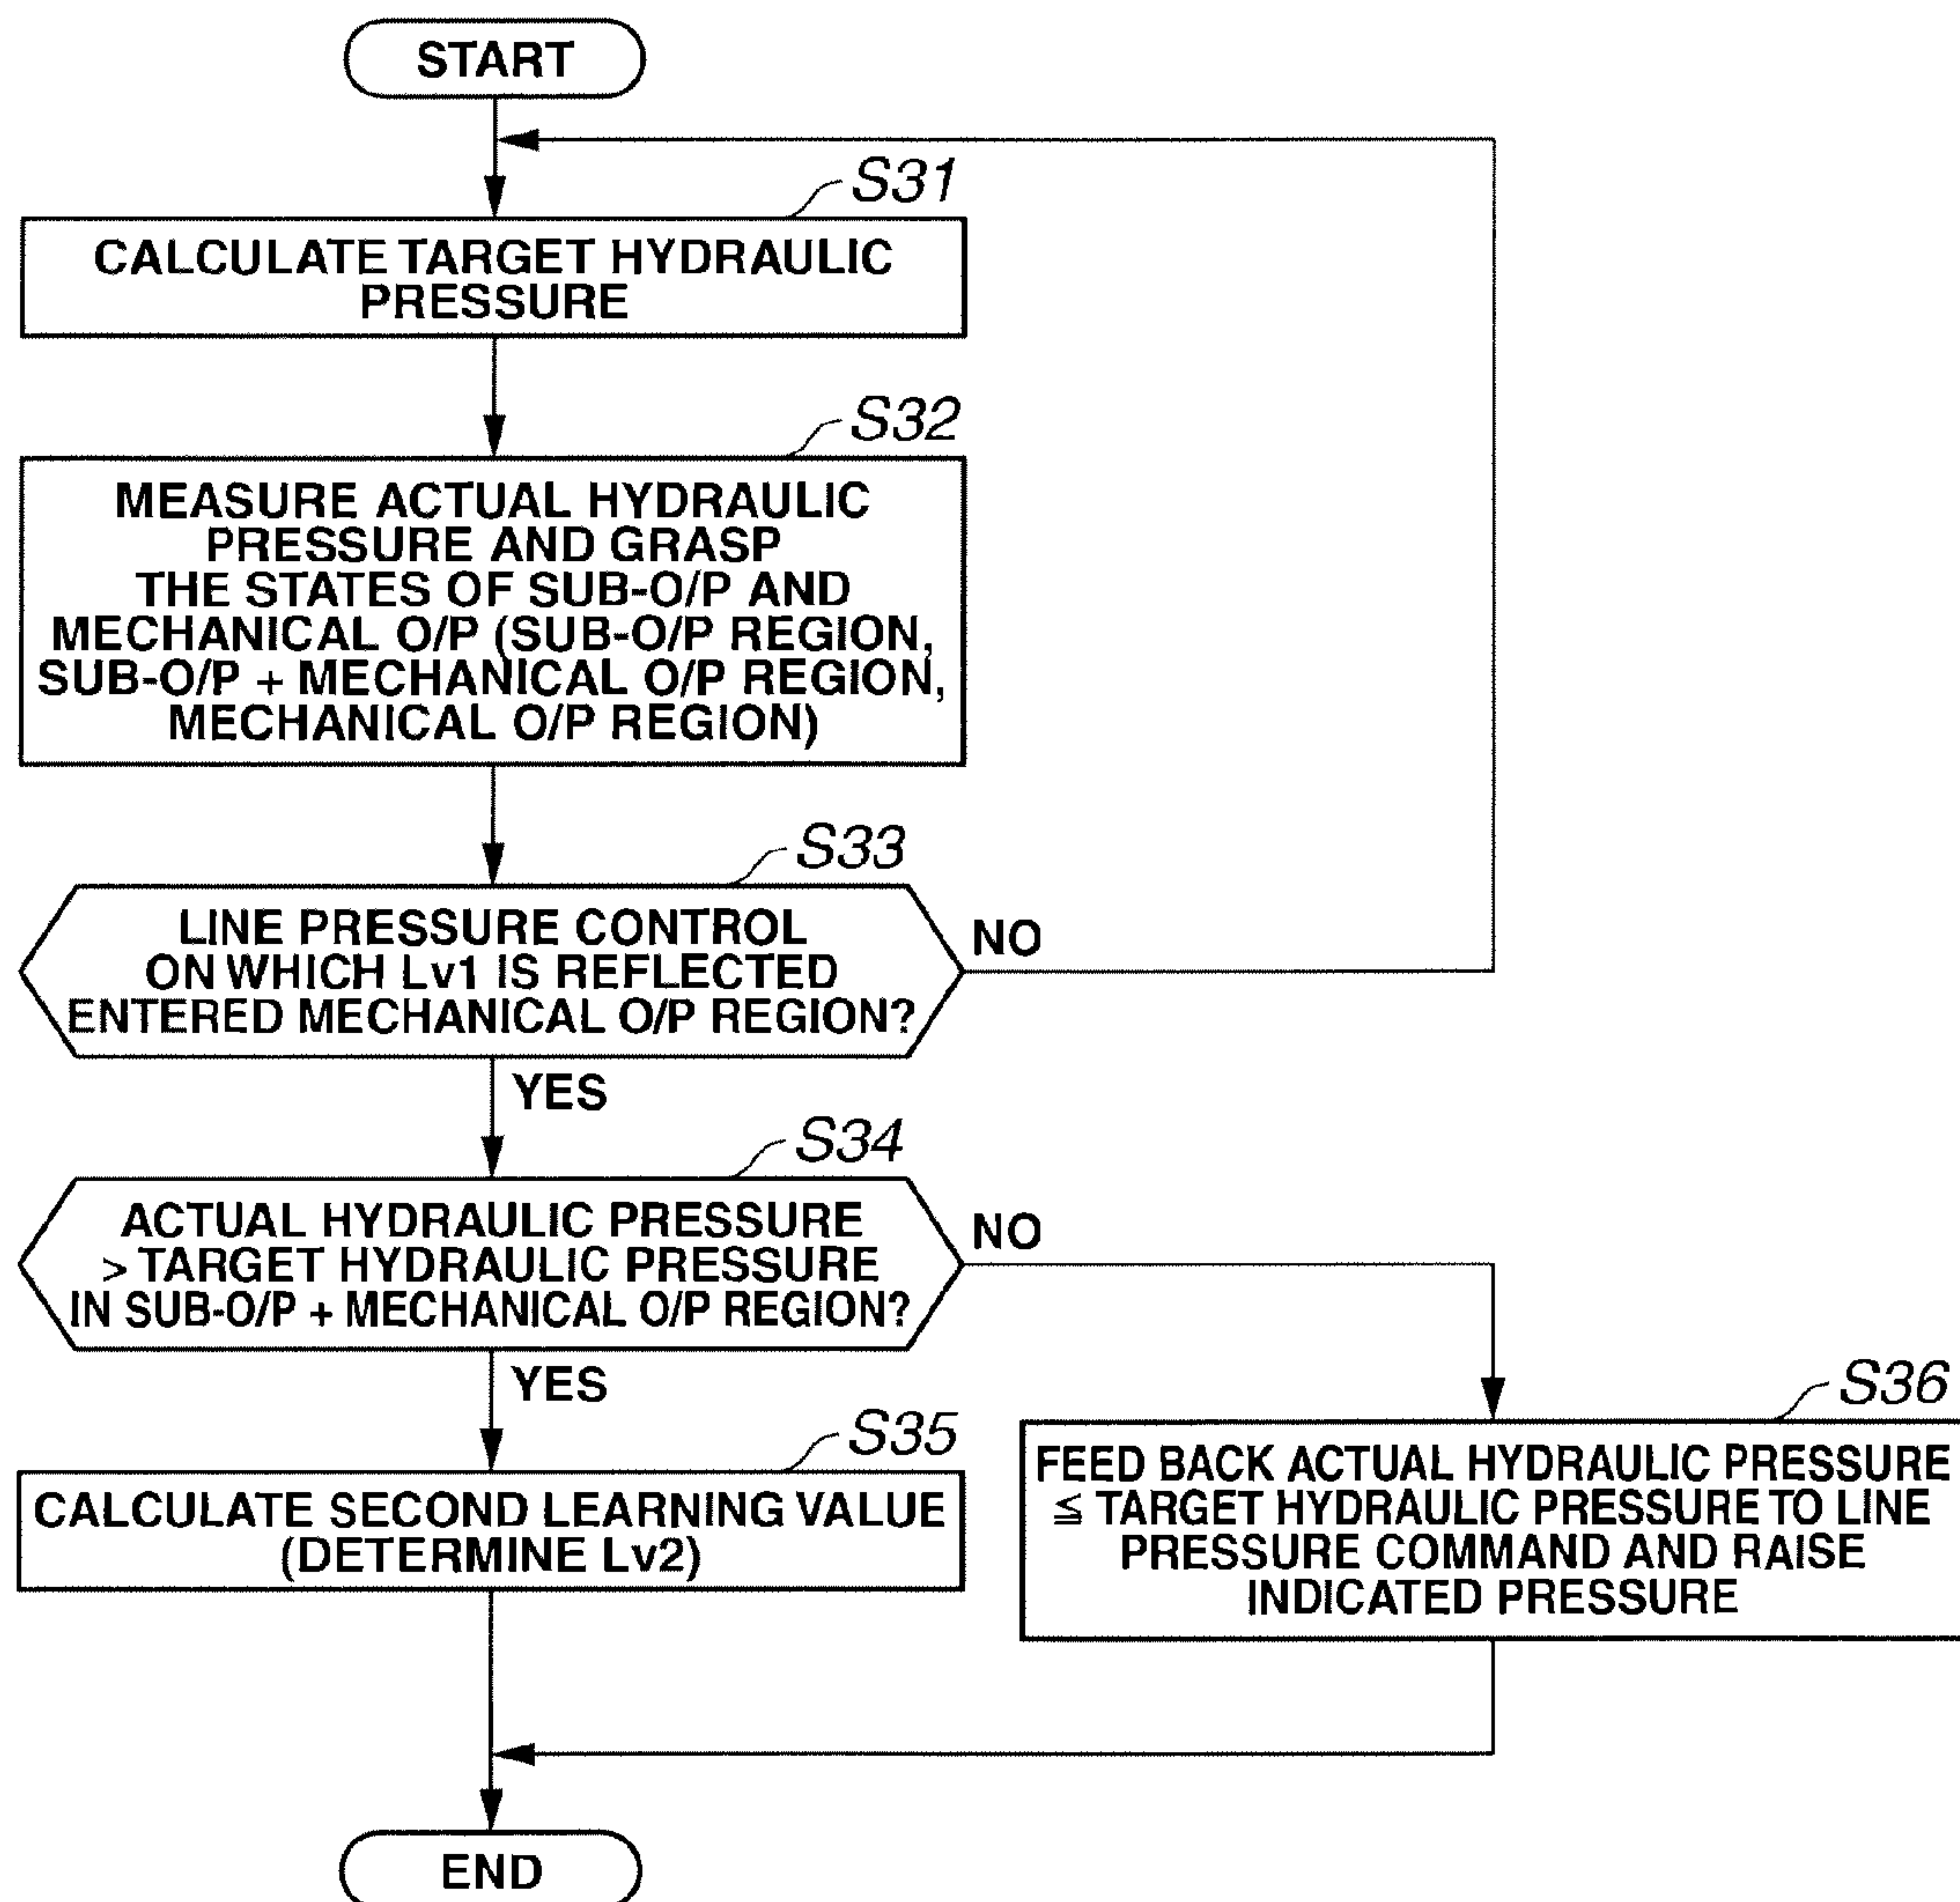 START
S31
CALCULATE TARGET HYDRAULIC
PRESSURE
S32
MEASURE ACTUAL HYDRAULIC
PRESSURE AND GRASP
THE STATES OF SUB-O/P AND
MECHANICAL O/P (SUB-O/P REGION,
SUB-O/P + MECHANICAL O/P REGION,
MECHANICAL O/P REGION)
S33
LINE PRESSURE CONTROL
ON WHICH Lv1 IS REFLECTED
ENTERED MECHANICAL O/P REGION?
NO
YES
S34
ACTUAL HYDRAULIC PRESSURE
> TARGET HYDRAULIC PRESSURE
IN SUB-O/P + MECHANICAL O/P REGION?
NO
YES
S35
CALCULATE SECOND LEARNING VALUE
(DETERMINE Lv2)
S36
FEED BACK ACTUAL HYDRAULIC PRESSURE
≦ TARGET HYDRAULIC PRESSURE TO LINE
PRESSURE COMMAND AND RAISE
INDICATED PRESSURE
END